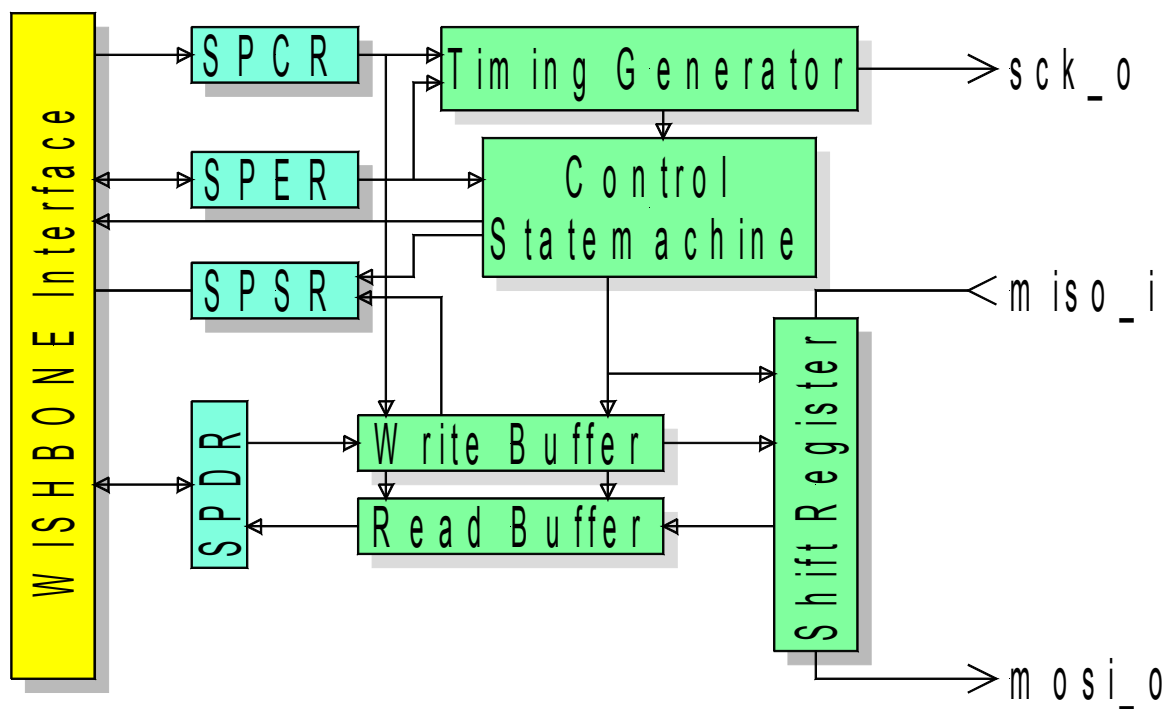 WISHBONE Interface
SPCR
Timing Generator
sck_o
SPER
Control
Statemachine
SPSR
miso_i
SPDR
Write Buffer
Read Buffer
Shift Register
mosi_o